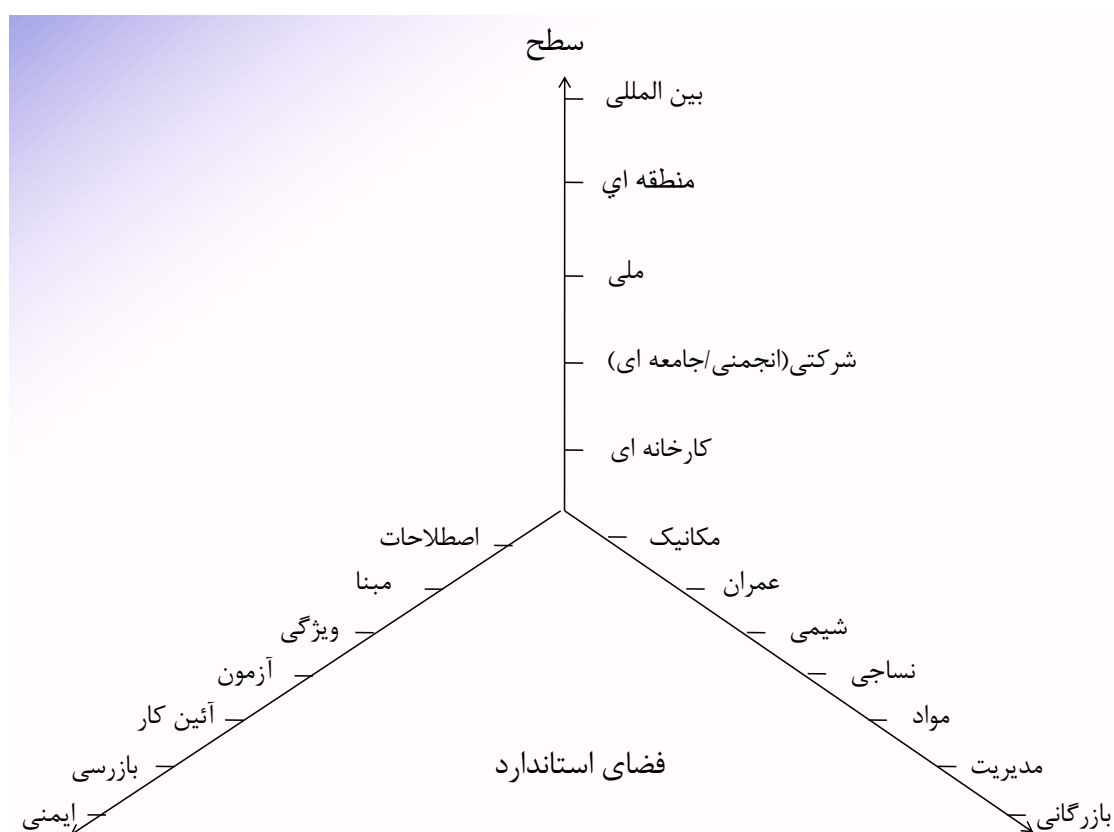 سطح
بین المللی
منطقه اي
ملی
شرکتی(انجمنی/جامعه ای)
کارخانه ای
مکانیک
عمران
شیمی
نساجی
مواد
مدیریت
بازرگانی
اصطلاحات
مبنا
ویژگی
آزمون
آئین کار
بازرسی
ایمنی
فضای استاندارد